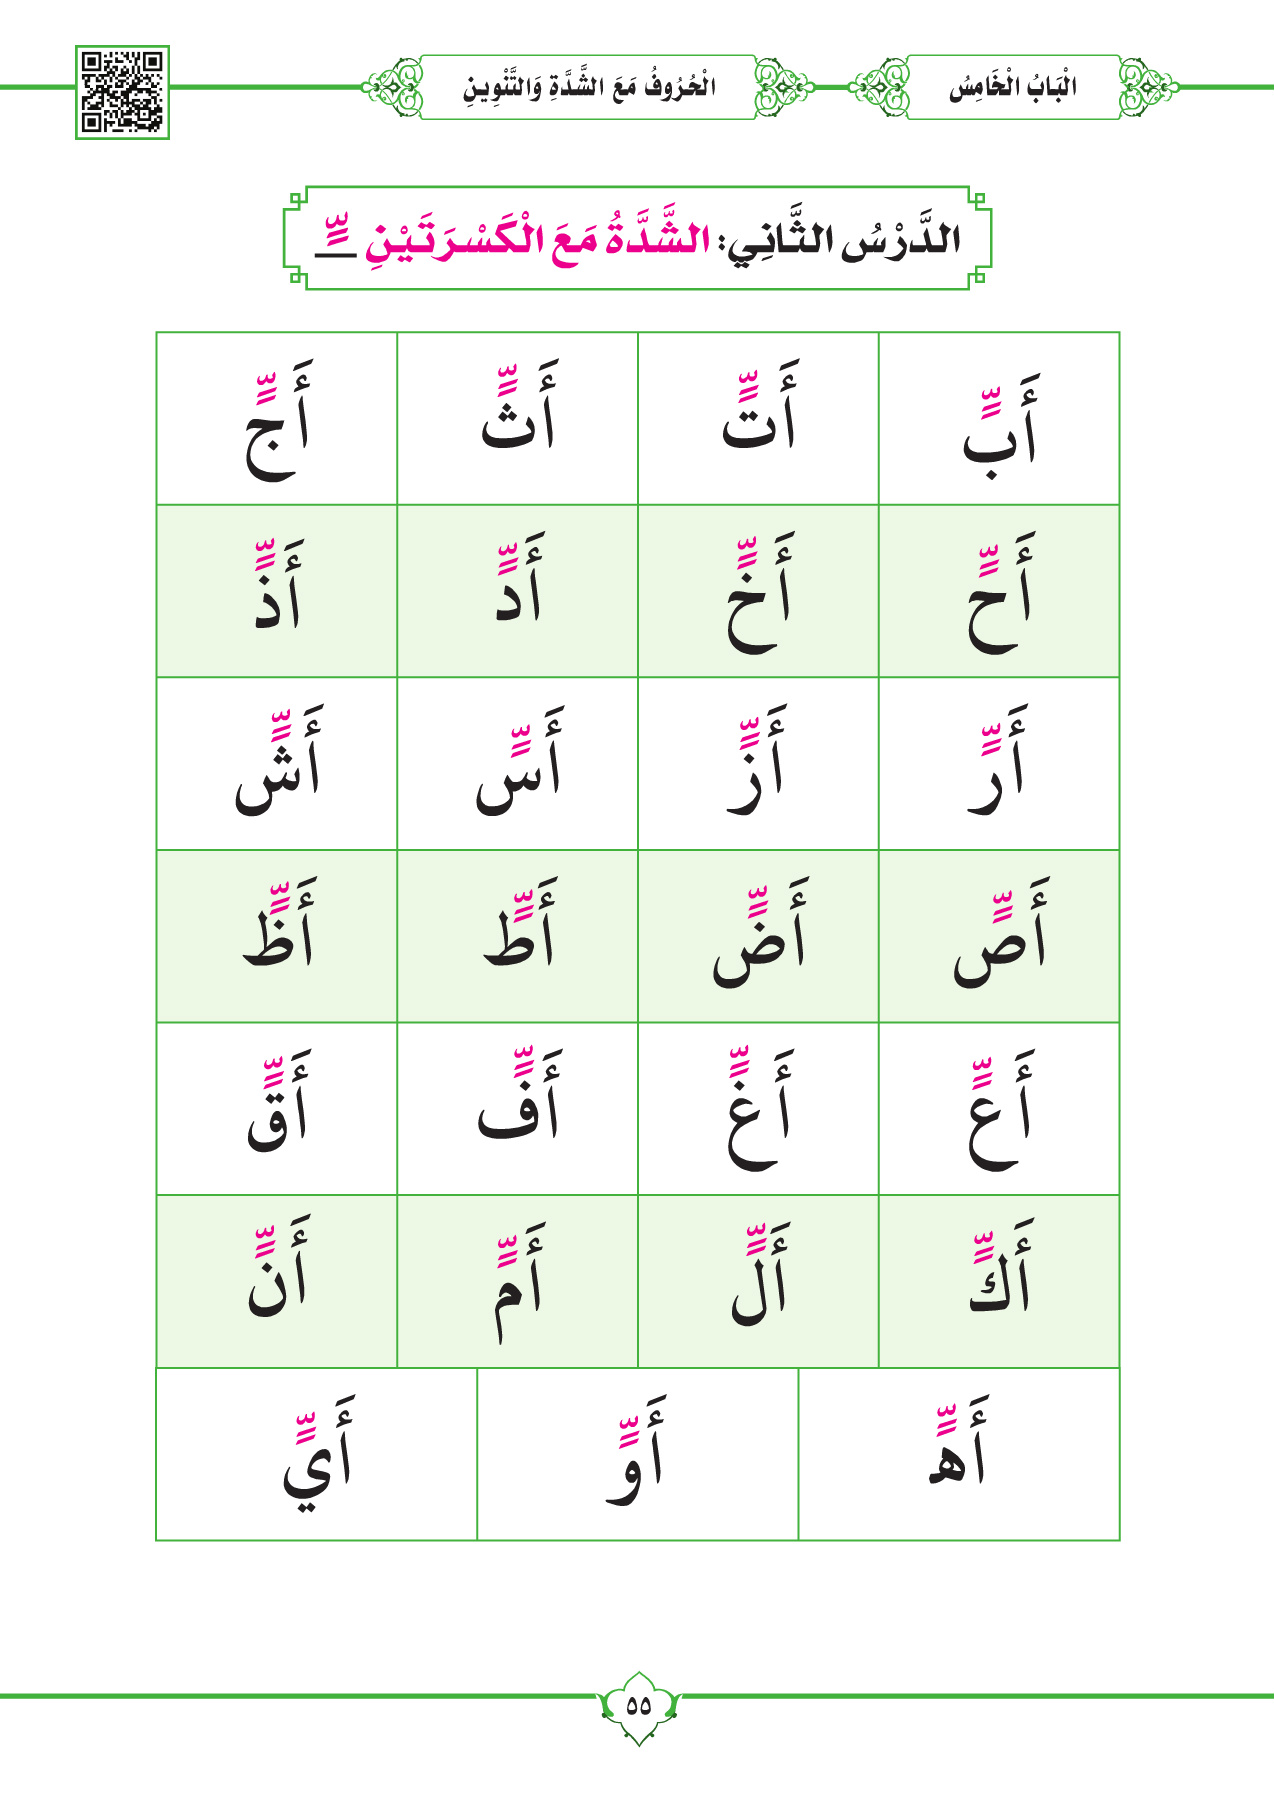 الْبَابُ الْخَامِسُ
الْحُرُوفُ مَعَ الشَّدَّةِ وَالتَّنْوِينِ
الدَّرْسُ الثَّانِي: الشَّدَّةُ مَعَ الْكَسْرَتَيْنِ ـٍّ
أَبٍّ أَتٍّ أَثٍّ أَجٍّ
أَحٍّ أَخٍّ أَدٍّ أَذٍّ
أَرٍّ أَزٍّ أَسٍّ أَشٍّ
أَصٍّ أَضٍّ أَطٍّ أَظٍّ
أَعٍّ أَغٍّ أَفٍّ أَقٍّ
أَكٍّ أَلٍّ أَمٍّ أَنٍّ
أَهٍّ أَوٍّ أَيٍّ
٥٥